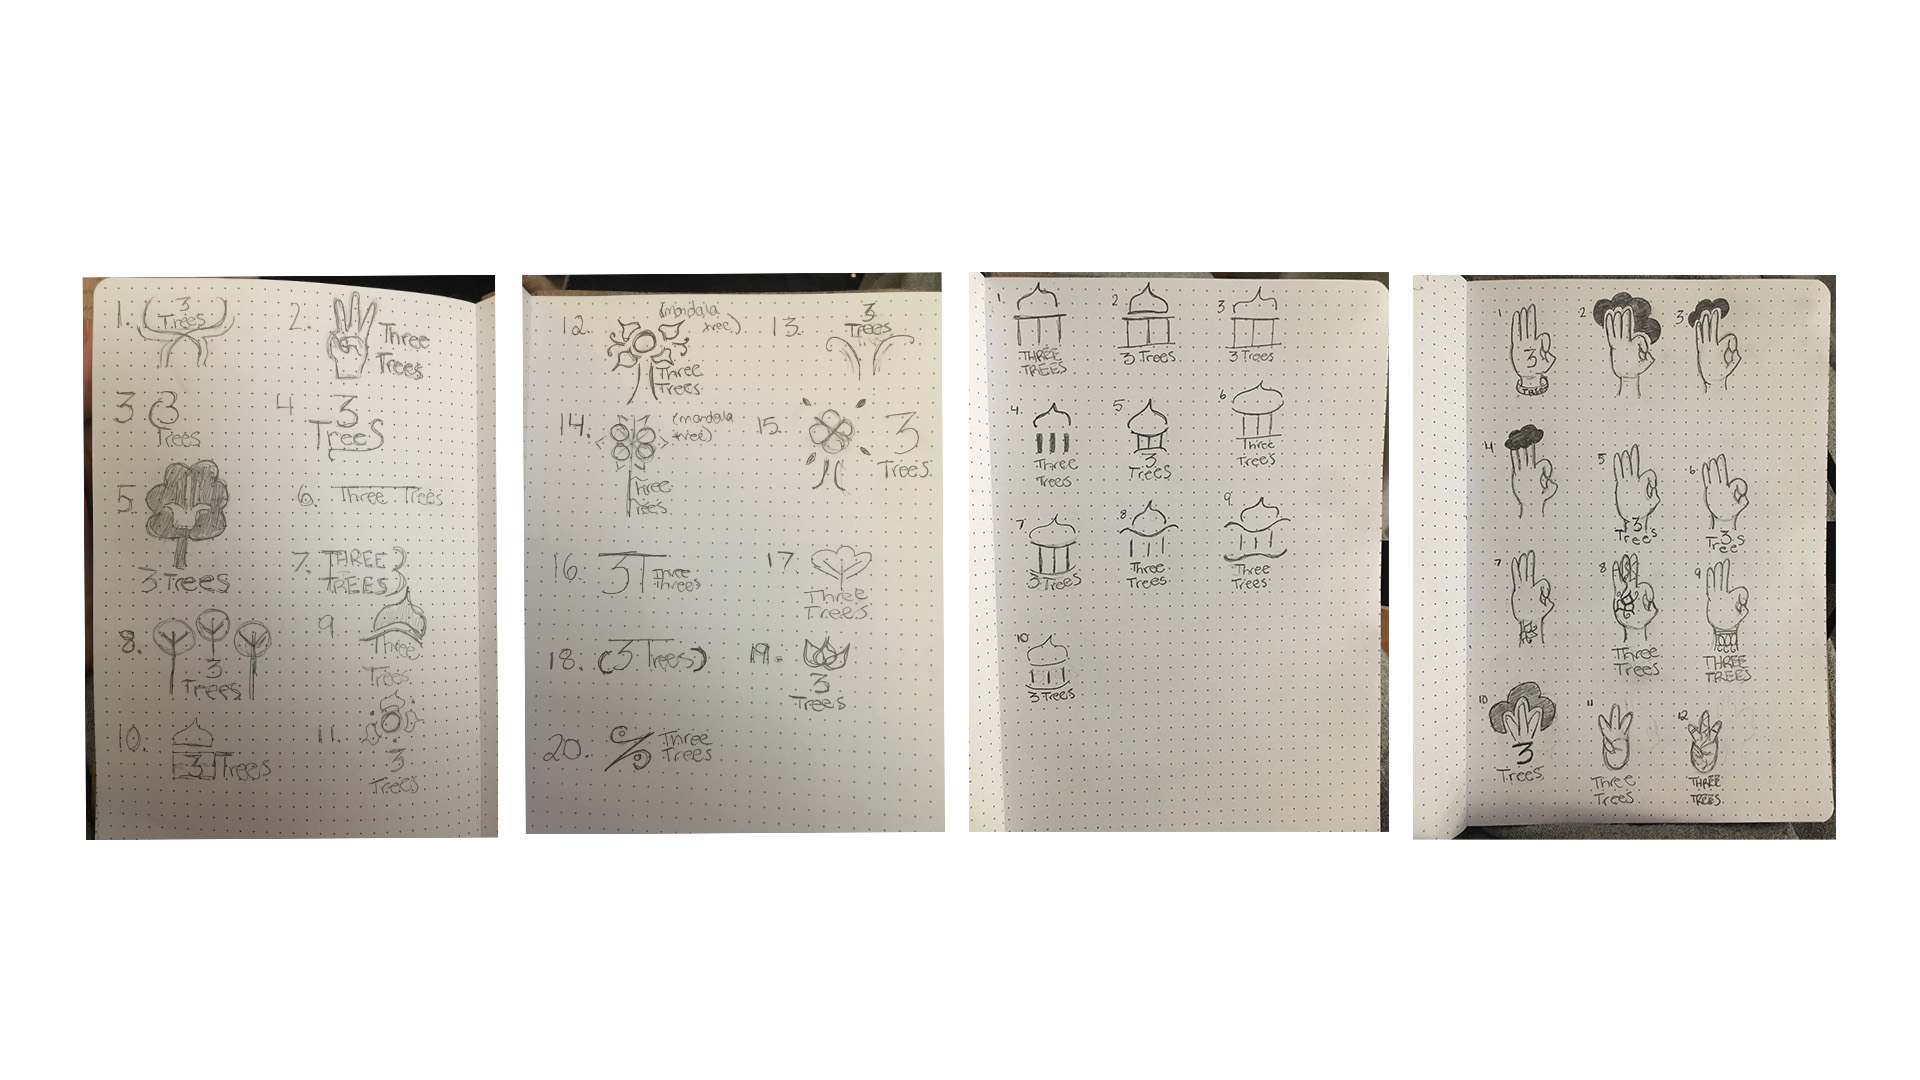 1.
3
Trees
2.
Three
Trees
3
3
Trees
4
3
Trees
5.
3 Trees
6.
Three Trees
7.
THREE
TREES
8.
3
Trees
9.
Three
Trees
10.
3 Trees
11.
3
Trees
12.
(mandala
tree)
Three
Trees
13.
3
Trees
14.
(mandala
tree)
Three
Trees
15.
3
Trees
16.
3T
Three
Threes
17.
Three
Trees
18.
(3 Trees)
19.
3
Trees
20.
Three
Trees
1.
THREE
TREES
2
3 Trees
3
3 Trees
4.
Three
Trees
5
3
Trees
6
Three
Trees
7
3 Trees
8.
Three
Trees
9.
Three
Trees
10
3 Trees
1
3
2
3
4
5
3
Trees
6
3
Trees
7
8
Three
Trees
9
THREE
TREES
10
3
Trees
11
Three
Trees
12
THREE
TREES